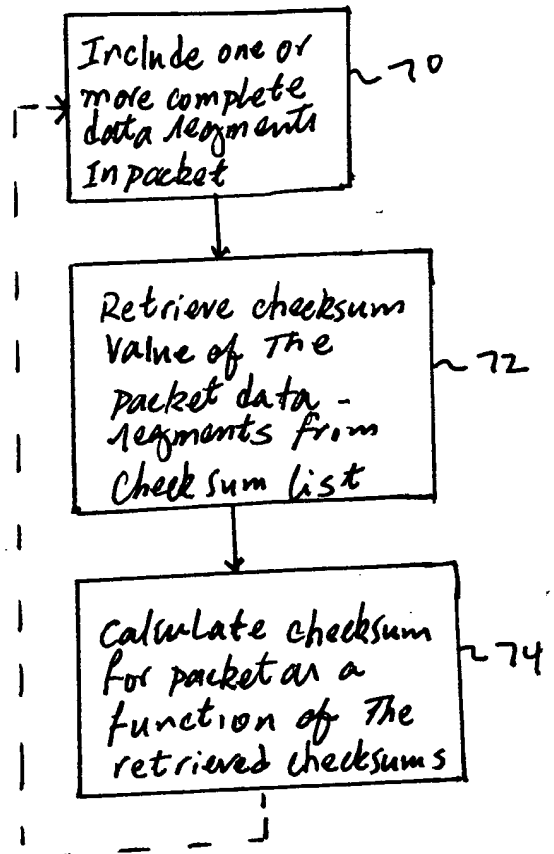 Include one or
more complete
data segments
In packet
70
Retrieve checksum
Value of The
packet data -
segments from
Checksum list
72
Calculate checksum
for packet as a
function of The
retrieved checksums
74